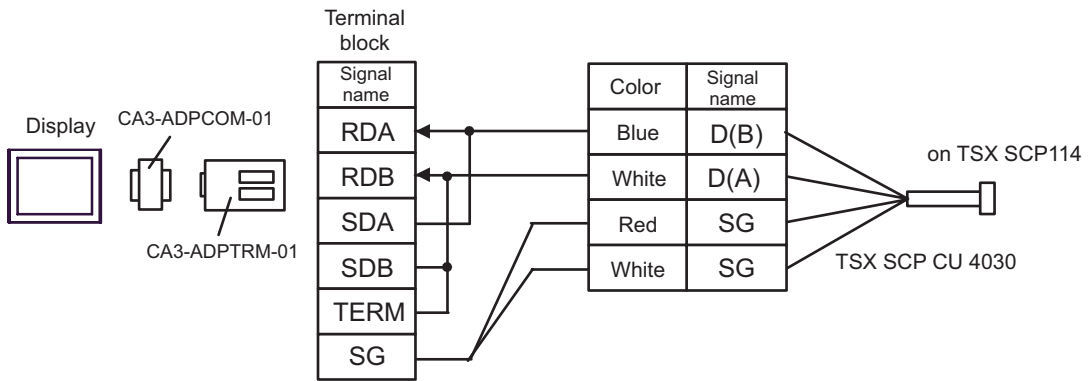 Terminal
block
Display
CA3-ADPCOM-01
CA3-ADPTRM-01
Signal
name
RDA
RDB
SDA
SDB
TERM
SG
Color
Signal
name
Blue
D(B)
White
D(A)
Red
SG
White
SG
on TSX SCP114
TSX SCP CU 4030